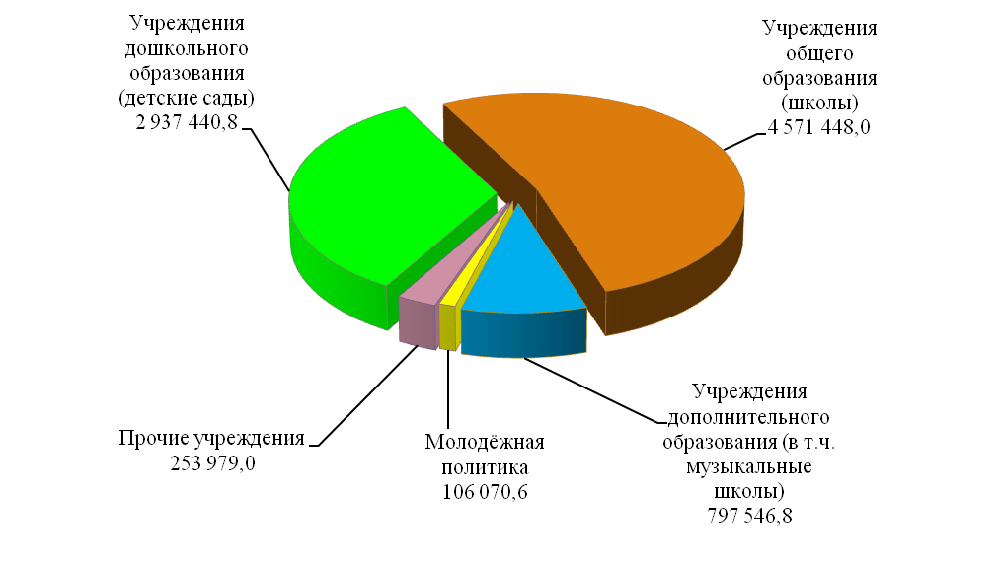 Учреждения
дошкольного
образования
(детские сады)
2 937 440,8
Учреждения
общего
образования
(школы)
4 571 448,0
Прочие учреждения
253 979,0
Молодёжная
политика
106 070,6
Учреждения
дополнительного
образования (в т.ч.
музыкальные
школы)
797 546,8